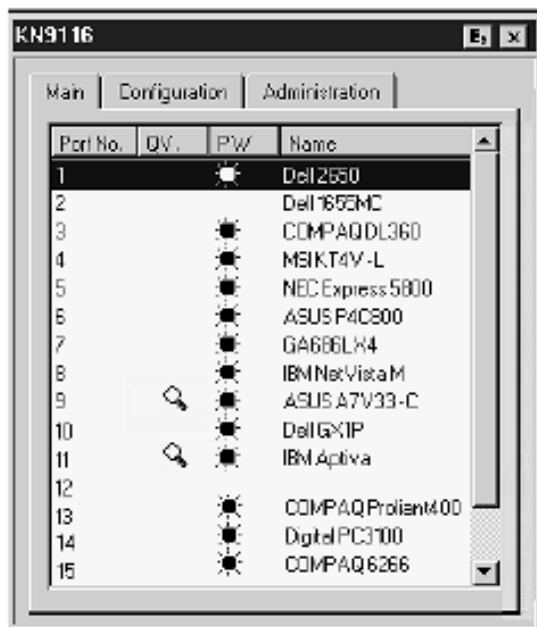 KN9116
Main Configuration Administration
Port No. QV. PW Name
1 Dell 2650
2 Dell 1655MC
3 COMPAQ DL360
4 MSI KT4V-L
5 NEC Express 5800
6 ASUS P4C800
7 GA686LX4
8 IBM NetVista M
9 ASUS A7V33-C
10 Dell GX1P
11 IBM Aptiva
12
13 COMPAQ Proliant400
14 Digital PC3100
15 COMPAQ 6266